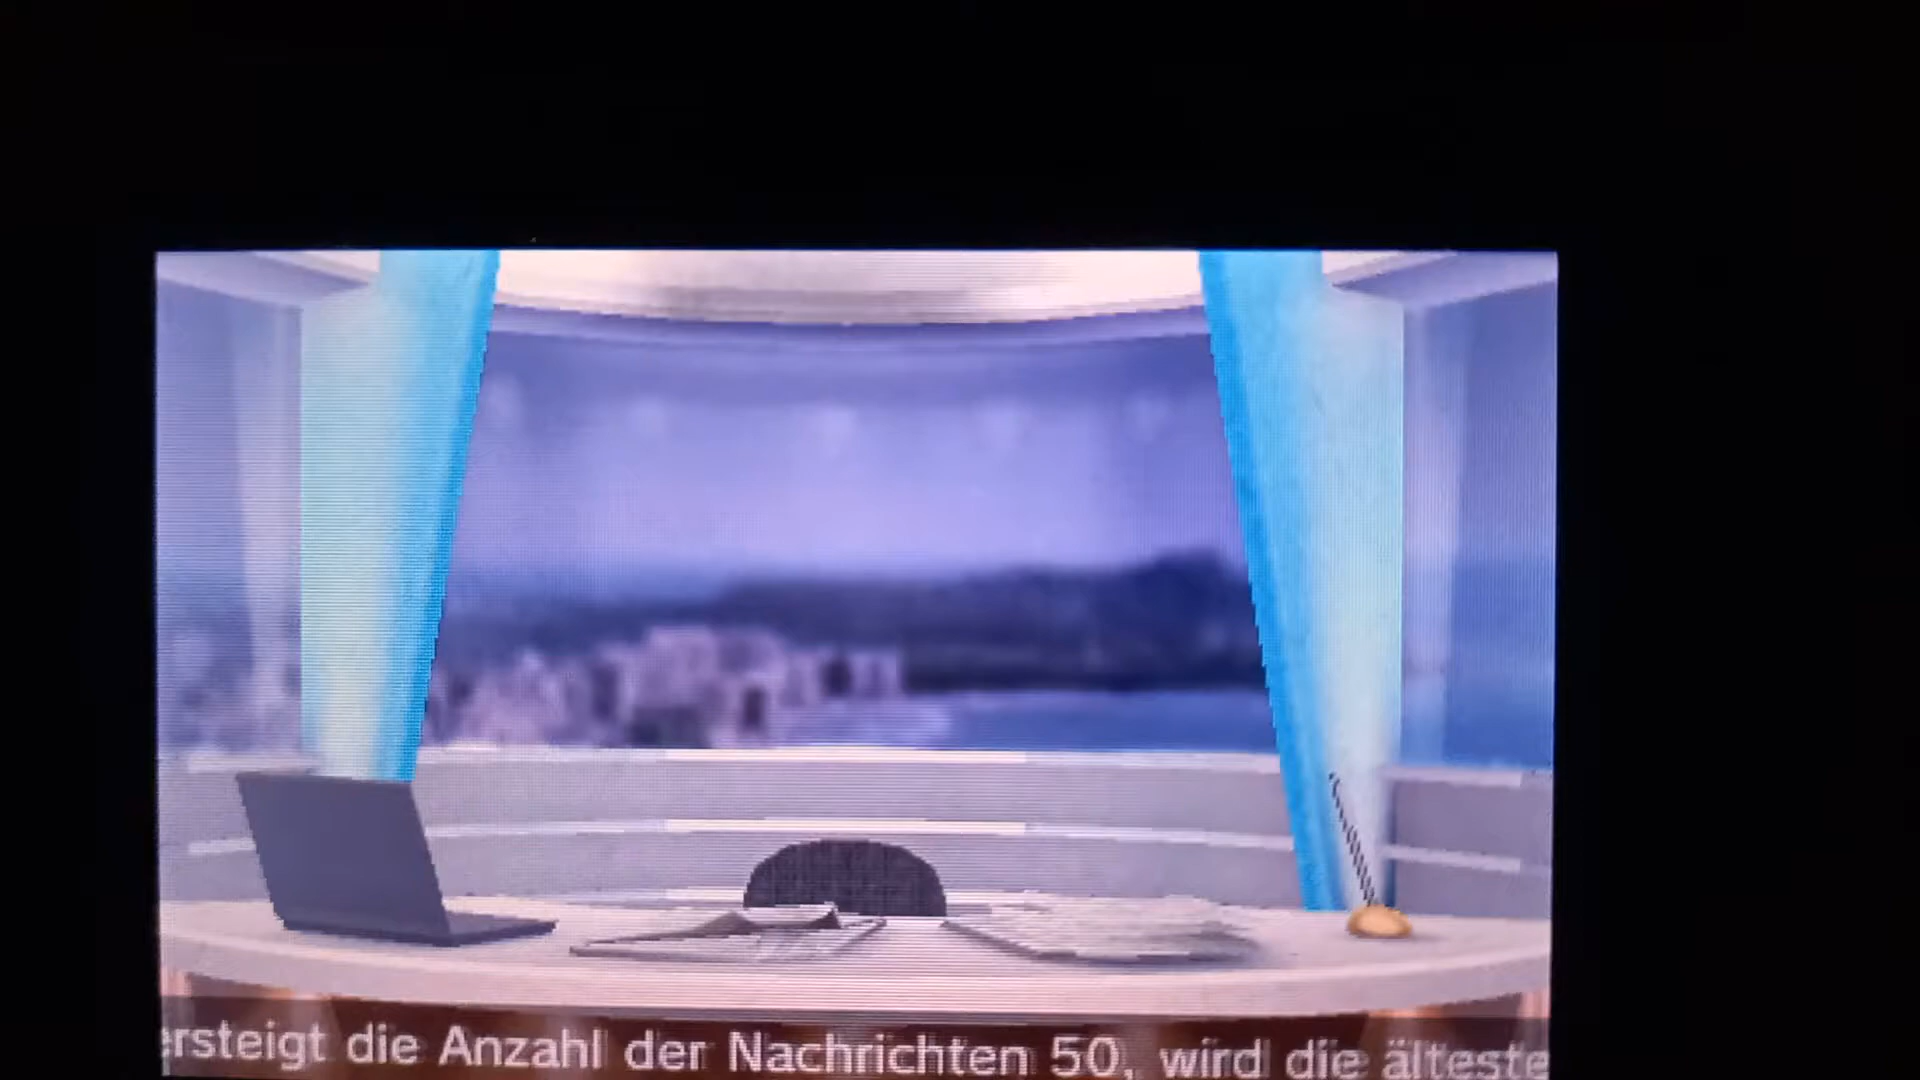 ersteigt die Anzahl der Nachrichten 50, wird die älteste